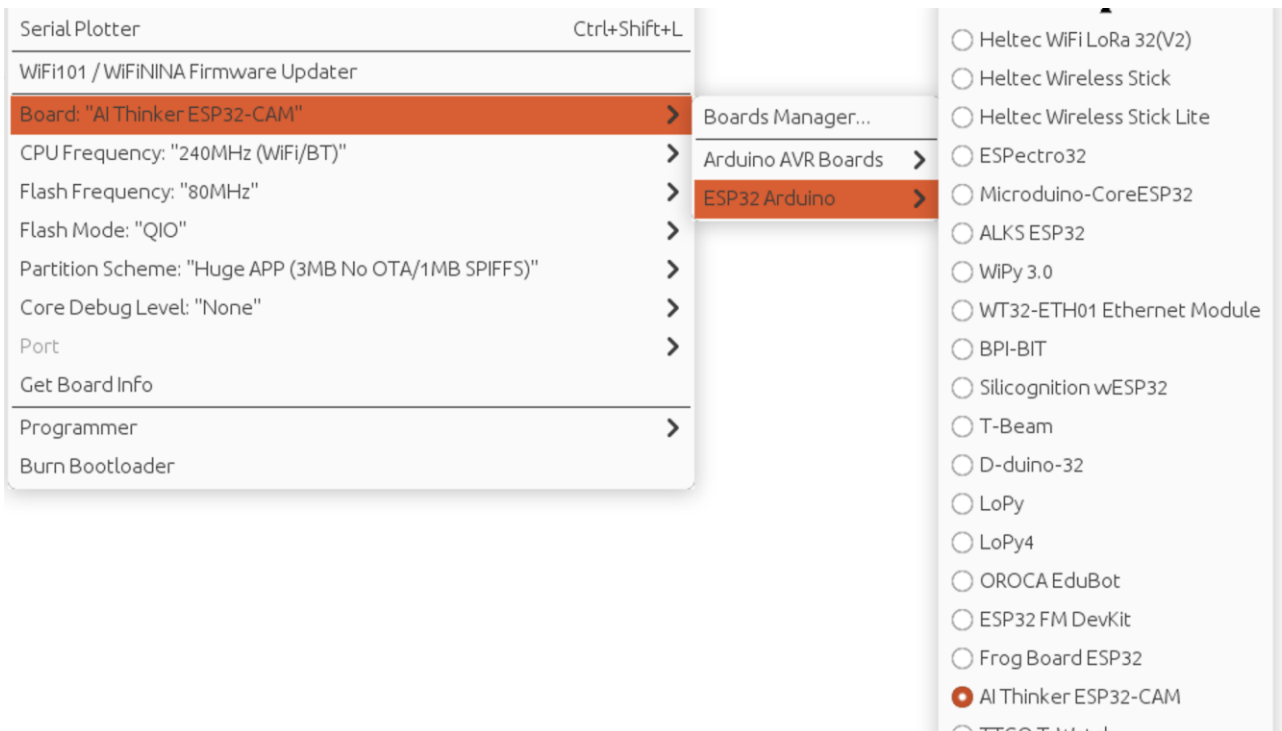 Serial Plotter Ctrl+Shift+L
WiFi101 / WiFiNINA Firmware Updater
Board: "AI Thinker ESP32-CAM"
CPU Frequency: "240MHz (WiFi/BT)"
Flash Frequency: "80MHz"
Flash Mode: "QIO"
Partition Scheme: "Huge APP (3MB No OTA/1MB SPIFFS)"
Core Debug Level: "None"
Port
Get Board Info
Programmer
Burn Bootloader
Boards Manager...
Arduino AVR Boards
ESP32 Arduino
Heltec WiFi LoRa 32(V2)
Heltec Wireless Stick
Heltec Wireless Stick Lite
ESPectro32
Microduino-CoreESP32
ALKS ESP32
WiPy 3.0
WT32-ETH01 Ethernet Module
BPI-BIT
Silicognition wESP32
T-Beam
D-duino-32
LoPy
LoPy4
OROCA EduBot
ESP32 FM DevKit
Frog Board ESP32
AI Thinker ESP32-CAM